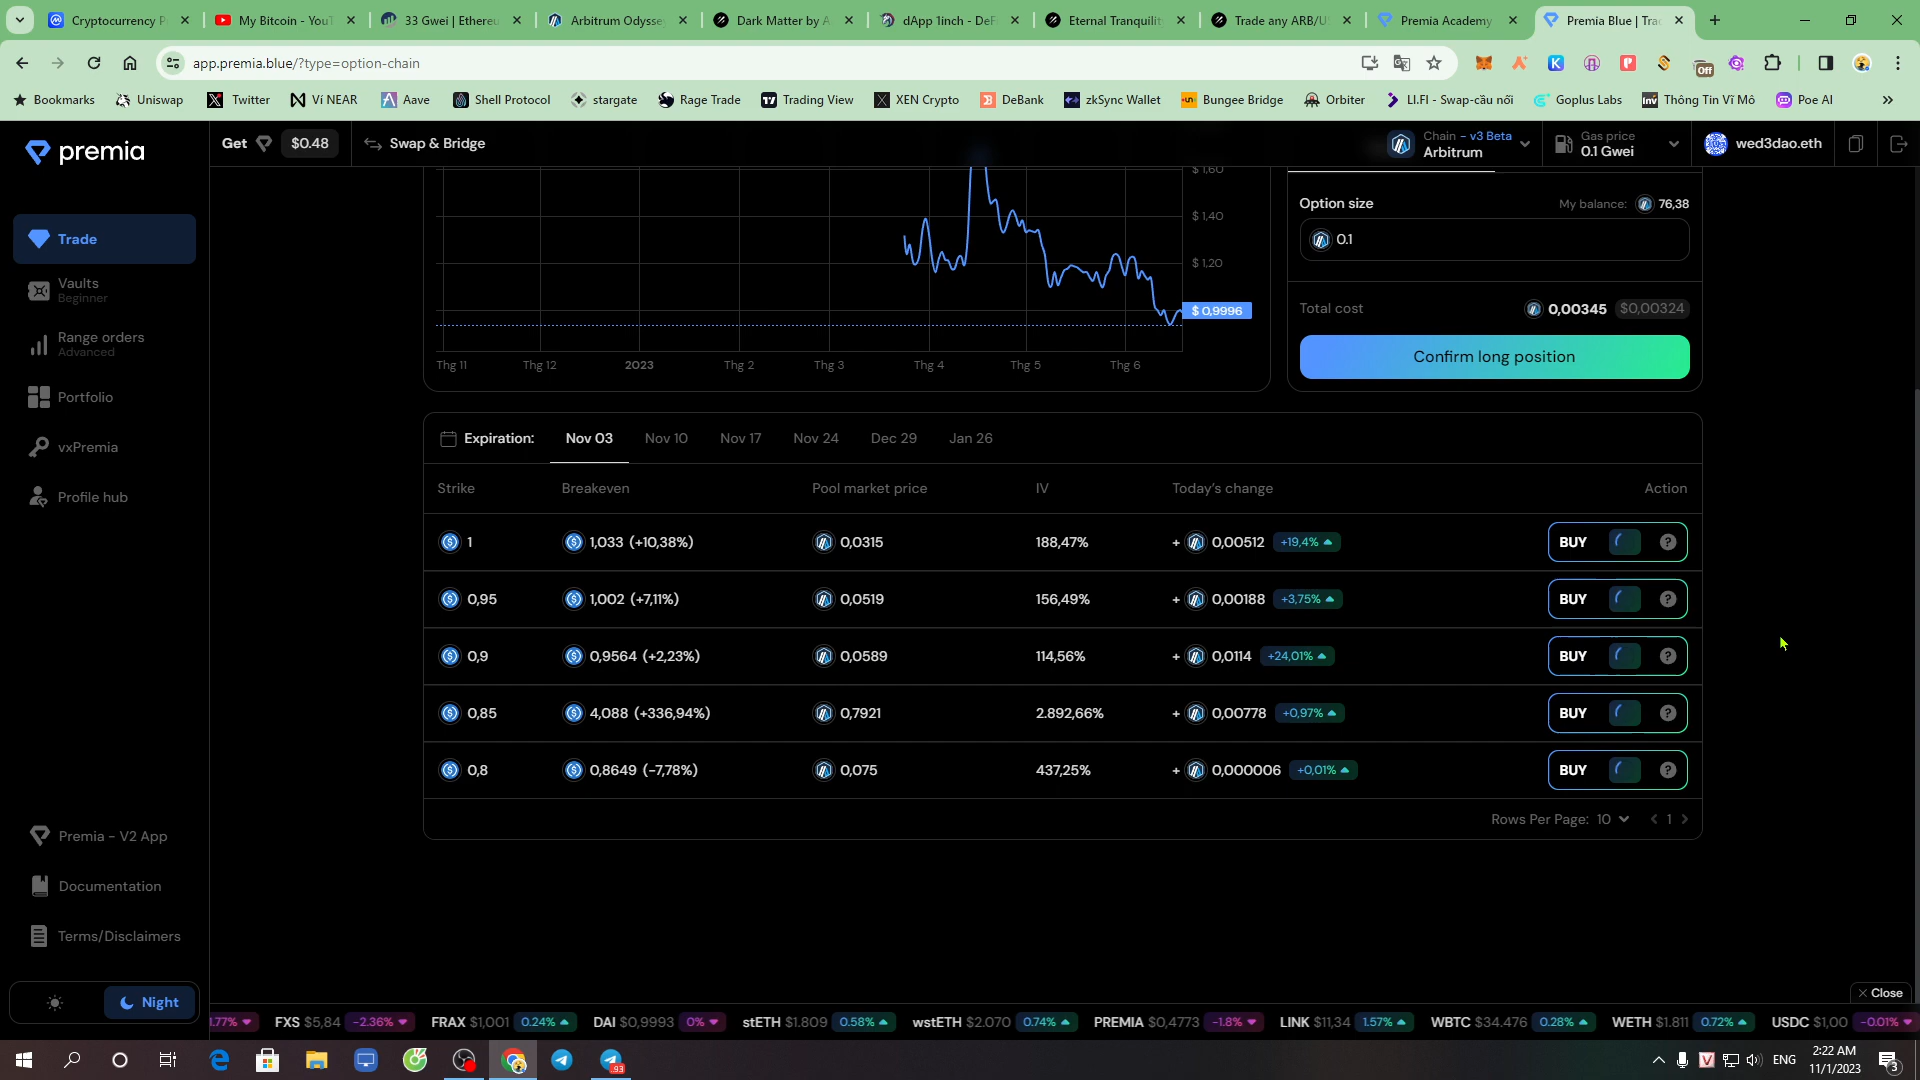 Cryptocurrency P
My Bitcoin - YouT
33 Gwei | Ethereu
Arbitrum Odysse
Dark Matter by A
dApp 1inch - DeF
Eternal Tranquilit
Trade any ARB/U
Premia Academy
Premia Blue | Tra
app.premia.blue/?type=option-chain
Off
Bookmarks
Uniswap
Twitter
Ví NEAR
Aave
Shell Protocol
stargate
Rage Trade
Trading View
XEN Crypto
DeBank
zkSync Wallet
Bungee Bridge
Orbiter
LI.FI - Swap-cầu nối
Goplus Labs
Thông Tin Vĩ Mô
Poe AI
premia
Get $0.48
Swap & Bridge
Chain - v3 Beta
Arbitrum
Gas price
0.1 Gwei
wed3dao.eth
Trade
Vaults
Beginner
Range orders
Advanced
Portfolio
vxPremia
Profile hub
Premia - V2 App
Documentation
Terms/Disclaimers
Night
$ 1,60
$ 1,40
$ 1,20
$ 0,9996
Thg 11 Thg 12 2023 Thg 2 Thg 3 Thg 4 Thg 5 Thg 6
Option size My balance: 76,38
0.1
Total cost 0,00345 $0,00324
Confirm long position
Expiration: Nov 03 Nov 10 Nov 17 Nov 24 Dec 29 Jan 26
Strike Breakeven Pool market price IV Today's change Action
1 1,033 (+10,38%) 0,0315 188,47% + 0,00512 +19,4% BUY ?
0,95 1,002 (+7,11%) 0,0519 156,49% + 0,00188 +3,75% BUY ?
0,9 0,9564 (+2,23%) 0,0589 114,56% + 0,0114 +24,01% BUY ?
0,85 4,088 (+336,94%) 0,7921 2.892,66% + 0,00778 +0,97% BUY ?
0,8 0,8649 (-7,78%) 0,075 437,25% + 0,000006 +0,01% BUY ?
Rows Per Page: 10 < 1 >
× Close
1.77% FXS $5,84 -2.36% FRAX $1,001 0.24% DAI $0,9993 0% stETH $1.809 0.58% wstETH $2.070 0.74% PREMIA $0,4773 -1.8% LINK $11,34 1.57% WBTC $34.476 0.28% WETH $1.811 0.72% USDC $1,00 -0.01%
93
ENG
2:22 AM
11/1/2023
3